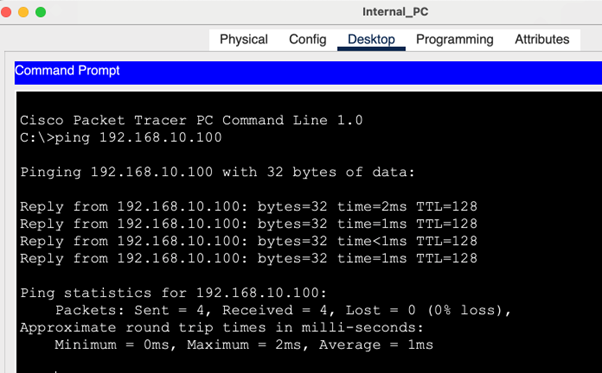 Internal_PC
Physical Config Desktop Programming Attributes
Command Prompt
Cisco Packet Tracer PC Command Line 1.0
C:\>ping 192.168.10.100
Pinging 192.168.10.100 with 32 bytes of data:
Reply from 192.168.10.100: bytes=32 time=2ms TTL=128
Reply from 192.168.10.100: bytes=32 time=1ms TTL=128
Reply from 192.168.10.100: bytes=32 time<1ms TTL=128
Reply from 192.168.10.100: bytes=32 time=1ms TTL=128
Ping statistics for 192.168.10.100:
Packets: Sent = 4, Received = 4, Lost = 0 (0% loss),
Approximate round trip times in milli-seconds:
Minimum = 0ms, Maximum = 2ms, Average = 1ms